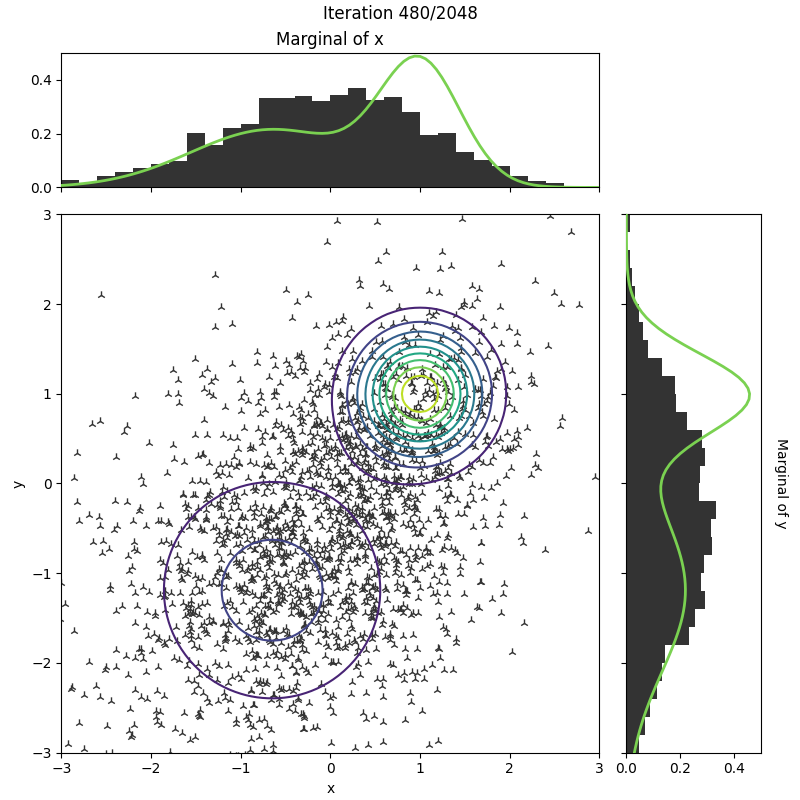 Iteration 480/2048
Marginal of x
0.4
0.2
0.0
3
2
1
0
−1
−2
−3
y
−3 −2 −1 0 1 2 3
x
0.0 0.2 0.4
Marginal of y